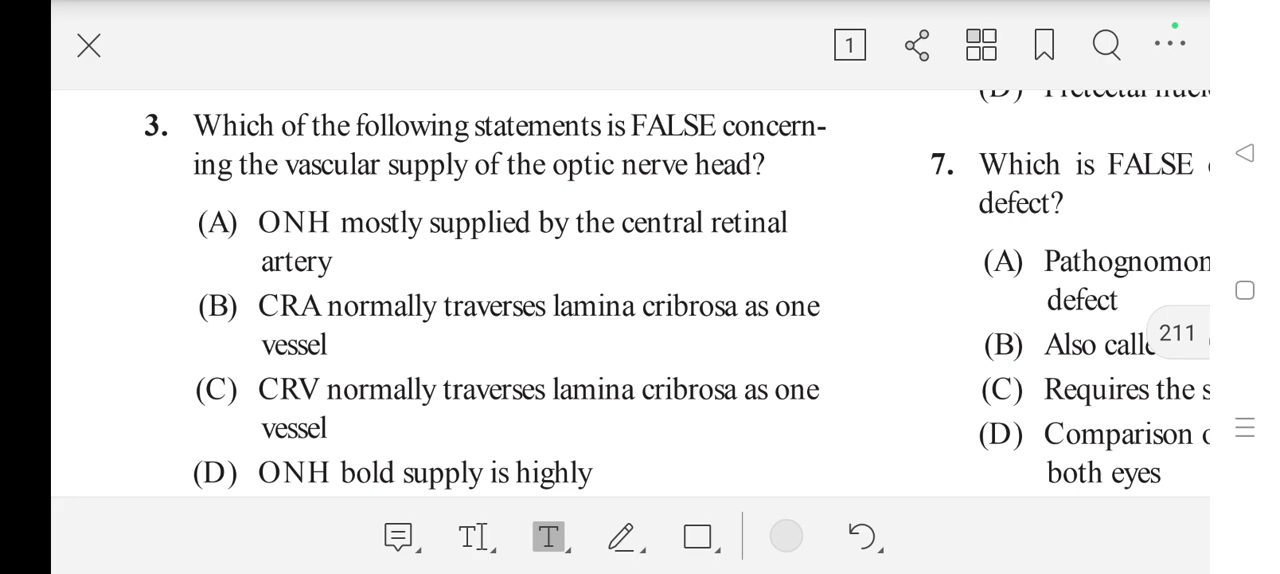 1
3. Which of the following statements is FALSE concern-
ing the vascular supply of the optic nerve head?
(A) ONH mostly supplied by the central retinal
artery
(B) CRA normally traverses lamina cribrosa as one
vessel
(C) CRV normally traverses lamina cribrosa as one
vessel
(D) ONH bold supply is highly
7. Which is FALSE
defect?
(A) Pathognomon
defect
(B) Also calle
211
(C) Requires the s
(D) Comparison
both eyes